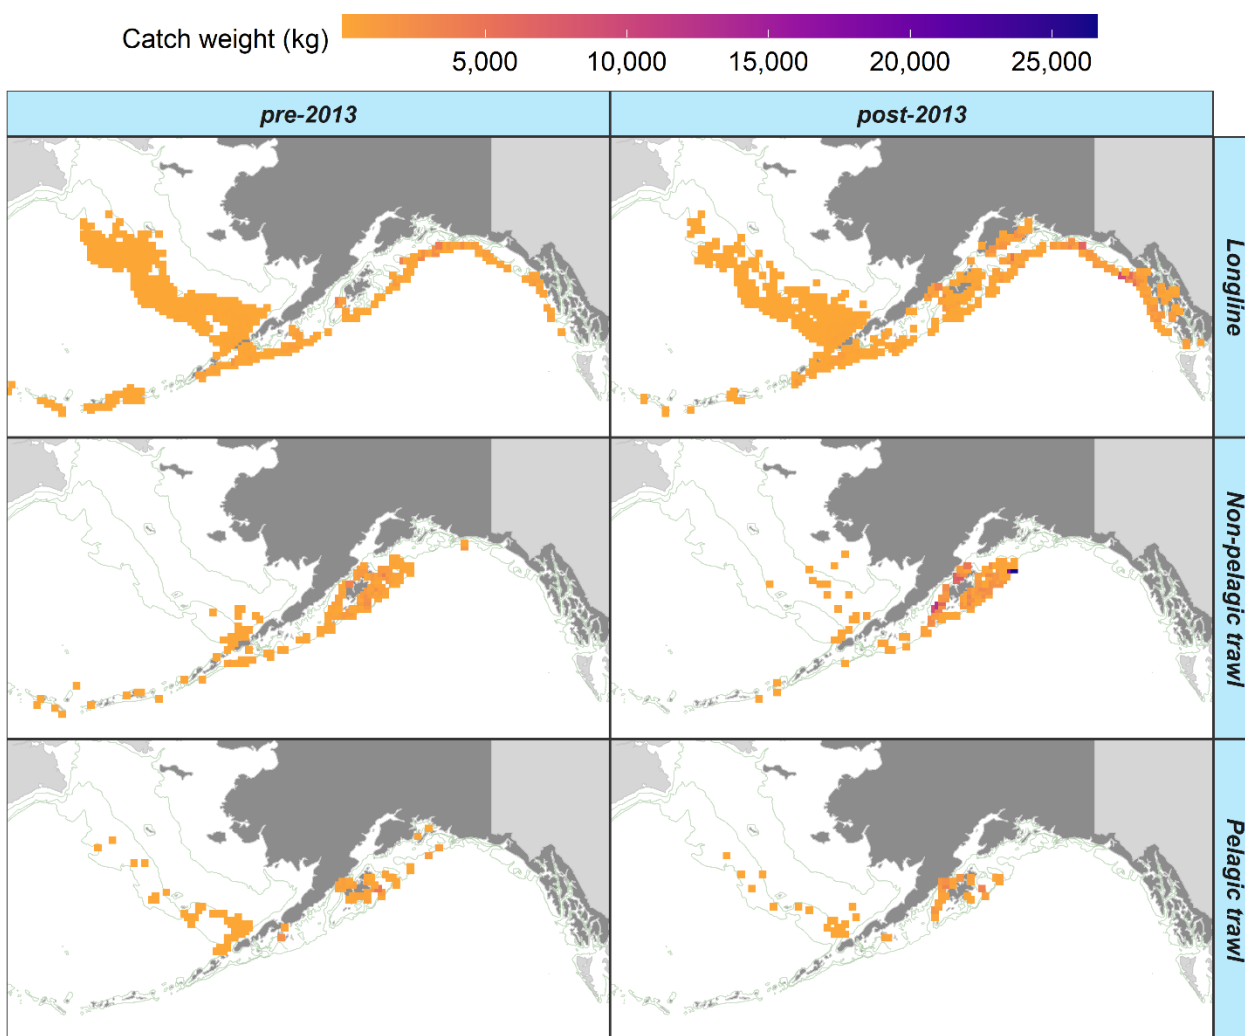 Catch weight (kg)
5,000 10,000 15,000 20,000 25,000
pre-2013 post-2013
Longline
Non-pelagic trawl
Pelagic trawl